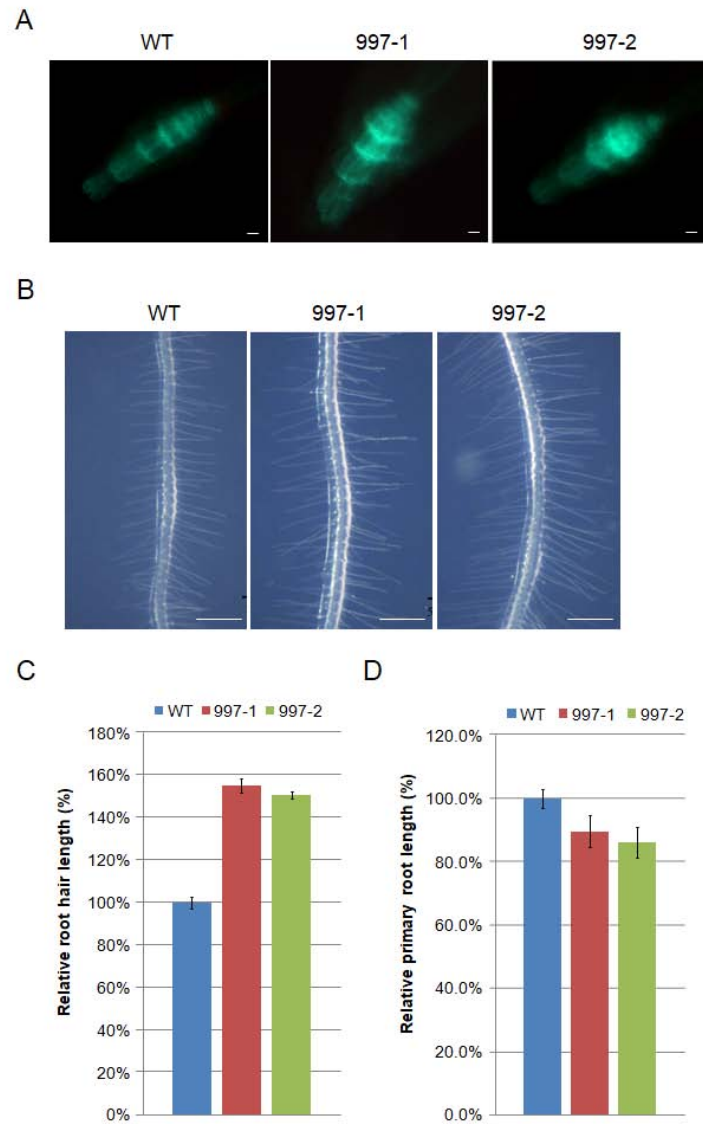 A
WT 997-1 997-2
B
WT 997-1 997-2
C
WT 997-1 997-2
Relative root hair length (%)
180%
160%
140%
120%
100%
80%
60%
40%
20%
0%
D
WT 997-1 997-2
Relative primary root length (%)
120.0%
100.0%
80.0%
60.0%
40.0%
20.0%
0.0%